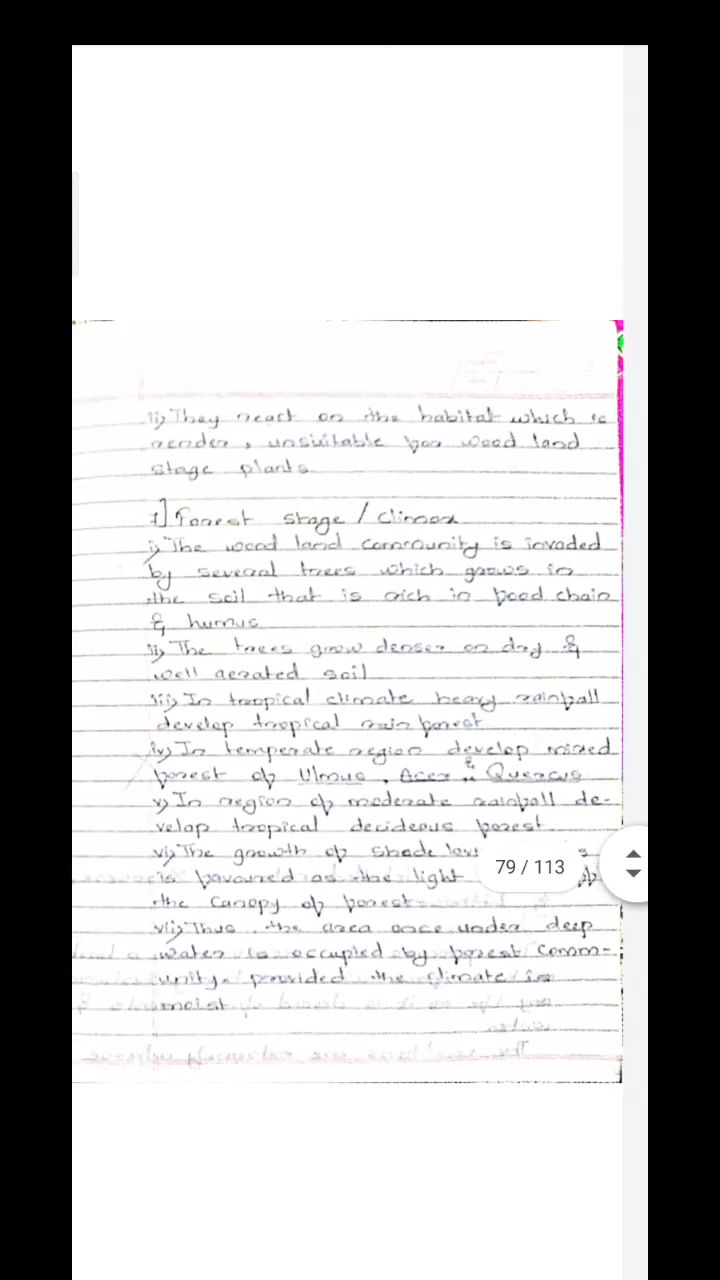 ii) They react on the habitat which is
render, unsuitable for wood land
stage plants
7] Forest stage / climax
i) The wood land community is invaded
by several trees which grows in
the soil that is rich in food chain
& humus
ii) The trees grow denser on dry &
well aerated soil
iii) In tropical climate heavy rainfall
develop tropical rain forest
iv) In temperate region develop mixed
forest of Ulmus, Acer & Quercus
v) In region of moderate rainfall de-
velop tropical decideous forest
vi) The growth of shade
is favoured as the light of
the canopy of forest
vii) Thus, the area once under deep
water is occupied by forest comm-
unity, provided the climate is
moist
79 / 113